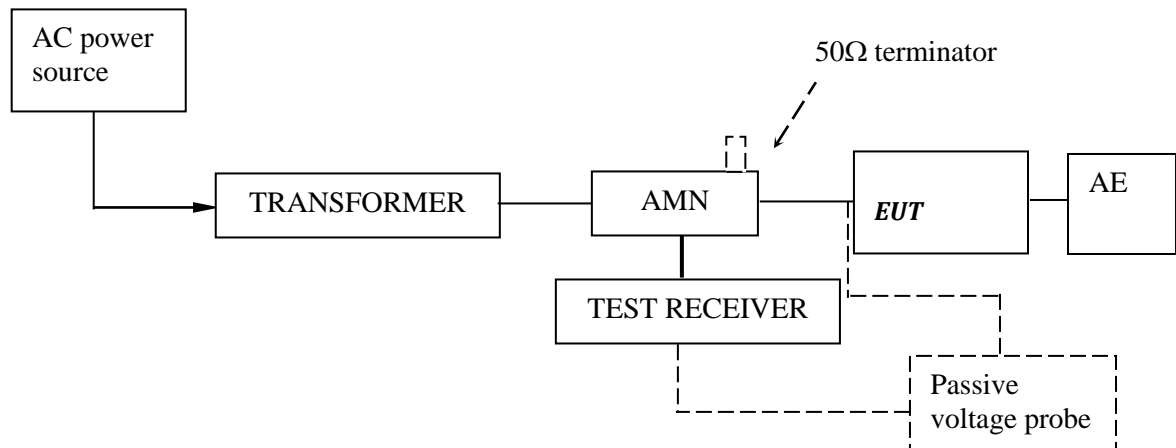 AC power
source
50Ω terminator
TRANSFORMER
AMN
EUT
AE
TEST RECEIVER
Passive
voltage probe